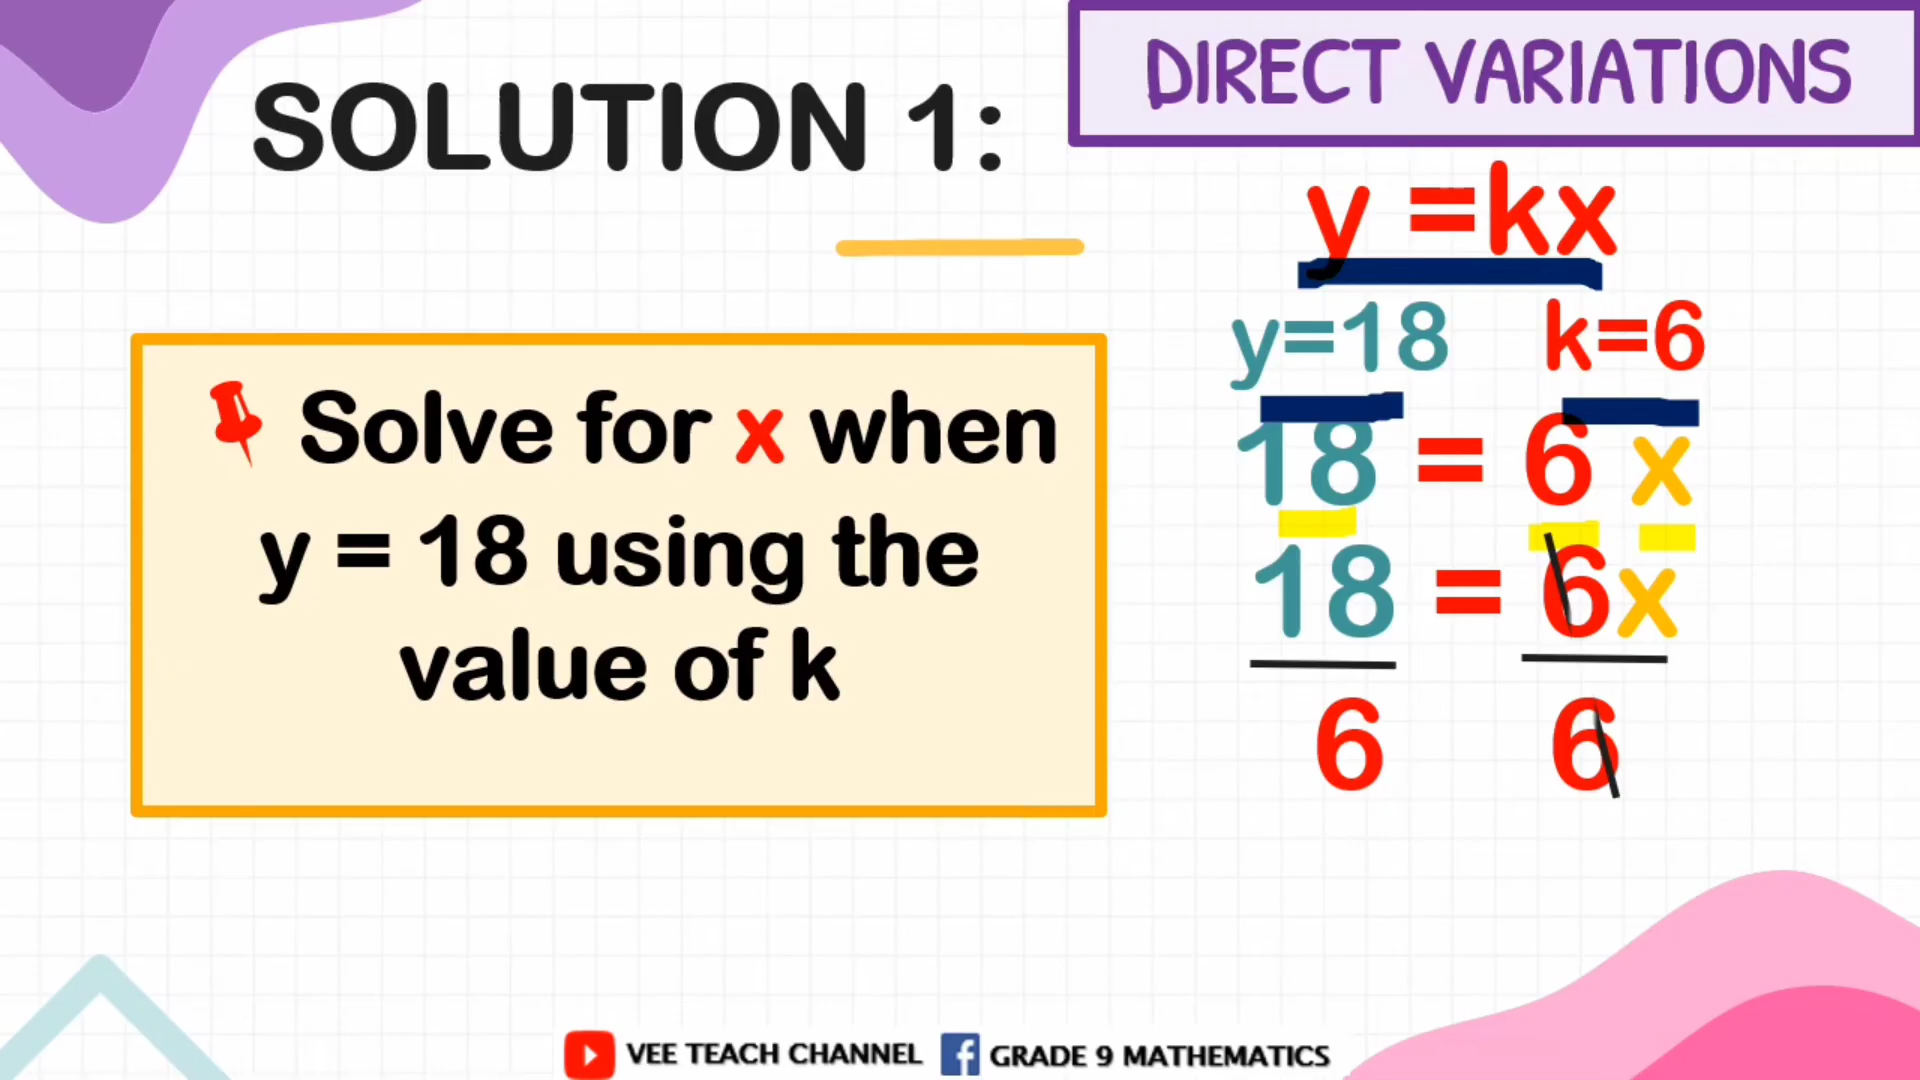 DIRECT VARIATIONS
SOLUTION 1:
Solve for x when
y = 18 using the
value of k
y =kx
y=18 k=6
18 = 6 x
18 = 6x
6 6
VEE TEACH CHANNEL GRADE 9 MATHEMATICS